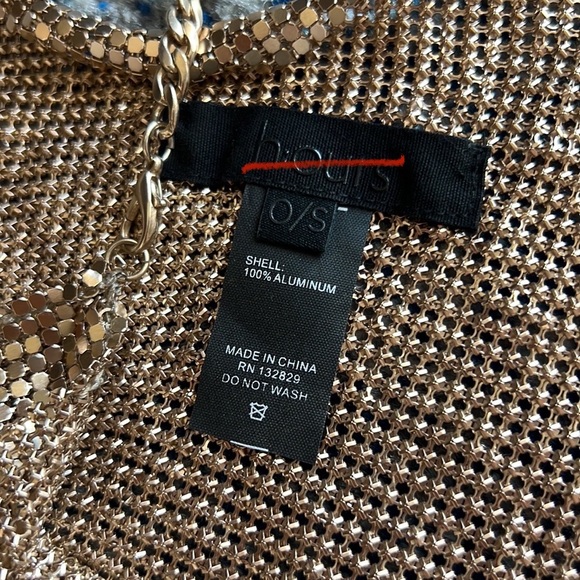 h:ours
O/S
SHELL;
100% ALUMINUM
MADE IN CHINA
RN 132829
DO NOT WASH